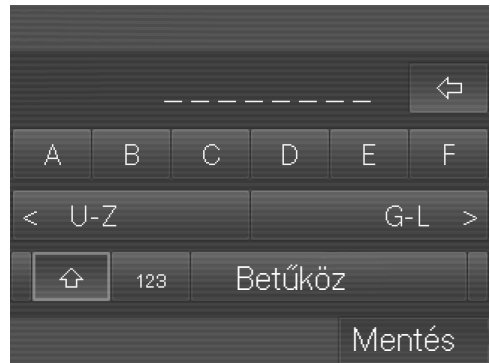 _ _ _ _ _ _ _ _ _
A B C D E F
< U-Z G-L >
123 Betűköz
Mentés